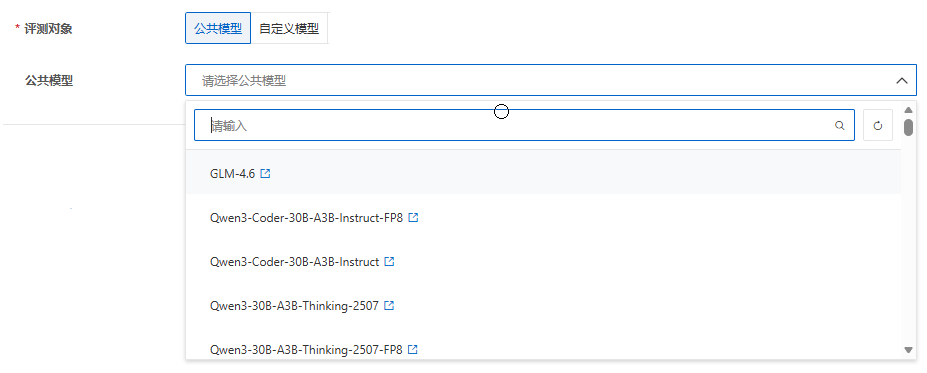 * 评测对象 公共模型 自定义模型
公共模型 请选择公共模型
请输入
GLM-4.6
Qwen3-Coder-30B-A3B-Instruct-FP8
Qwen3-Coder-30B-A3B-Instruct
Qwen3-30B-A3B-Thinking-2507
Qwen3-30B-A3B-Thinking-2507-FP8